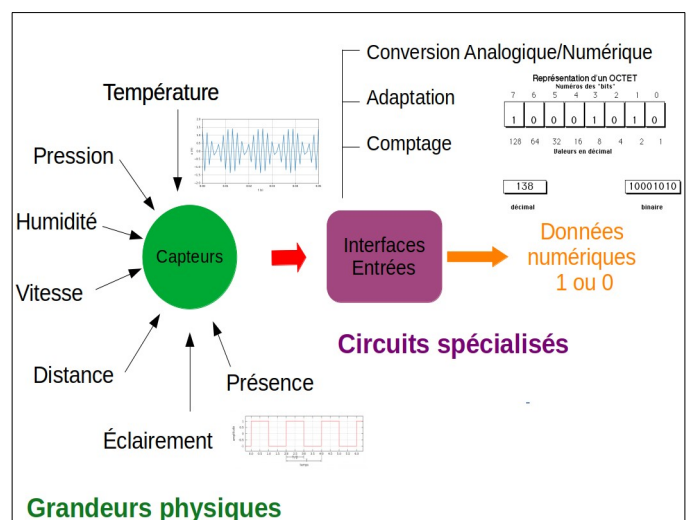 Conversion Analogique/Numérique
Adaptation
Comptage
Représentation d'un OCTET
Numéros des "bits"
7 6 5 4 3 2 1 0
1 0 0 0 1 0 1 0
128 64 32 16 8 4 2 1
Valeurs en décimal
138
10001010
décimal
binaire
Température
Pression
Humidité
Vitesse
Distance
Éclairement
Présence
Capteurs
Interfaces
Entrées
Données
numériques
1 ou 0
Circuits spécialisés
Grandeurs physiques